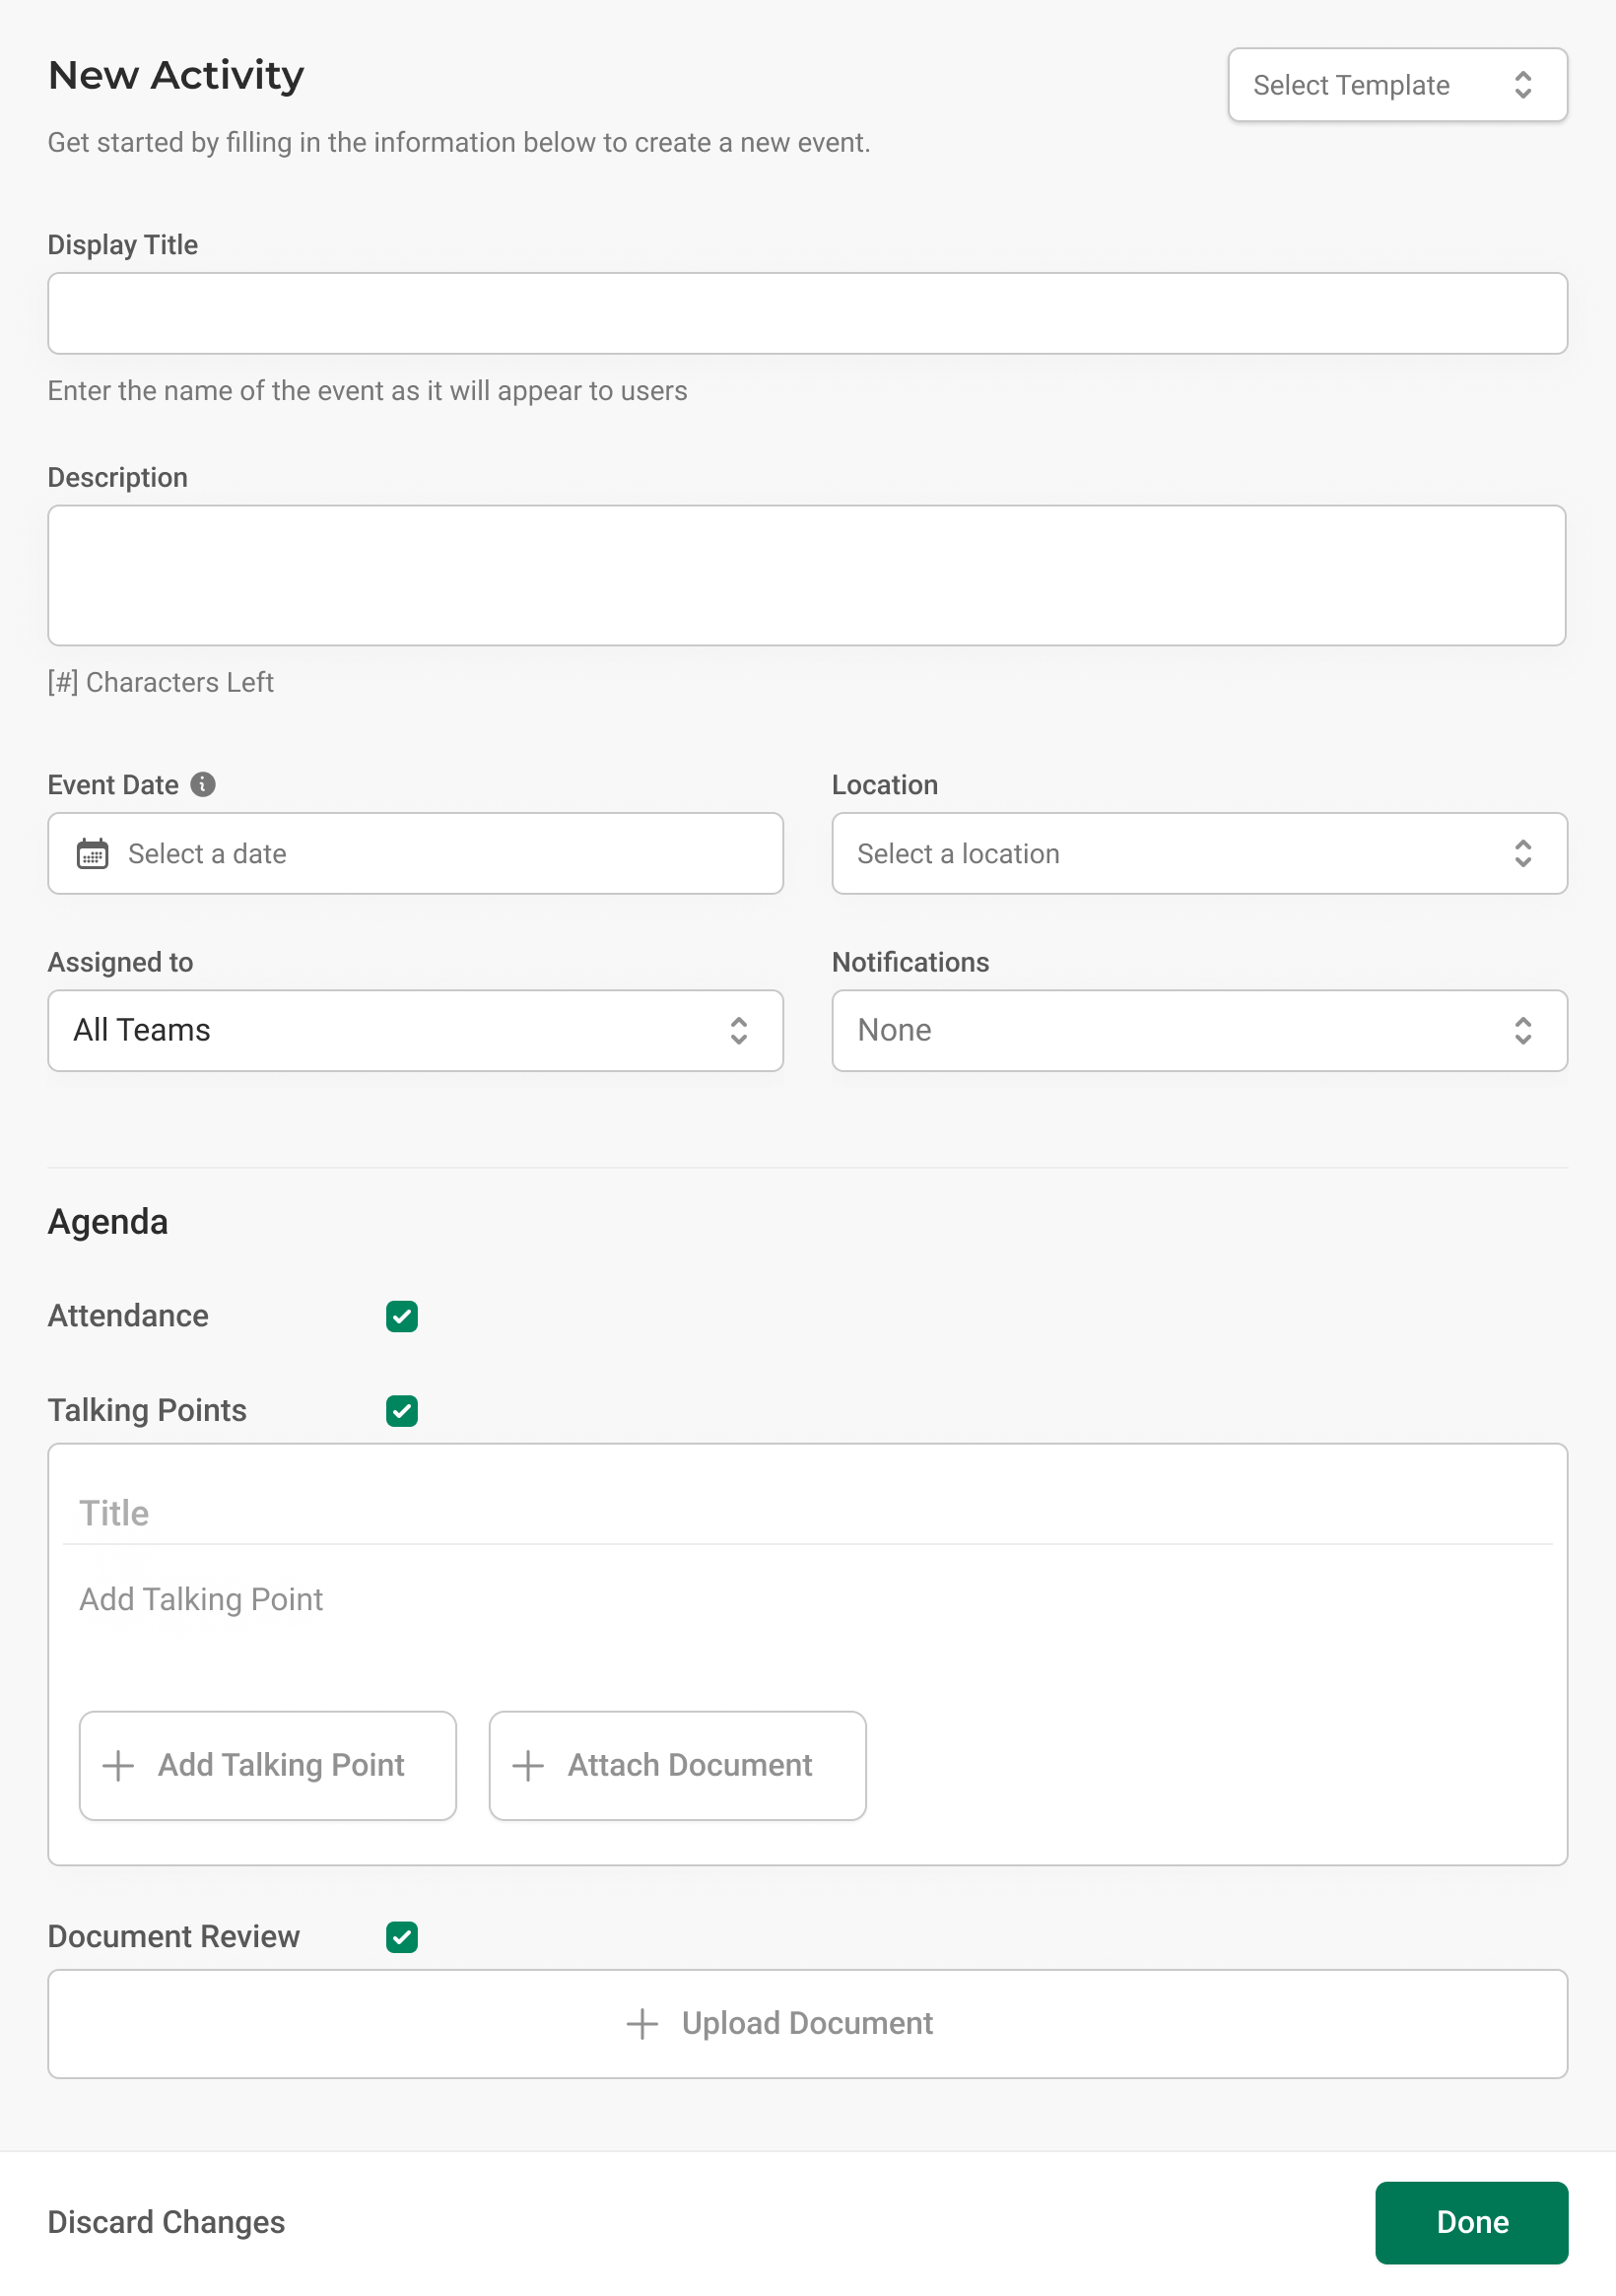 New Activity
Select Template
Get started by filling in the information below to create a new event.
Display Title
Enter the name of the event as it will appear to users
Description
[#] Characters Left
Event Date
Location
Select a date
Select a location
Assigned to
Notifications
All Teams
None
Agenda
Attendance
Talking Points
Title
Add Talking Point
Add Talking Point
Attach Document
Document Review
Upload Document
Discard Changes
Done